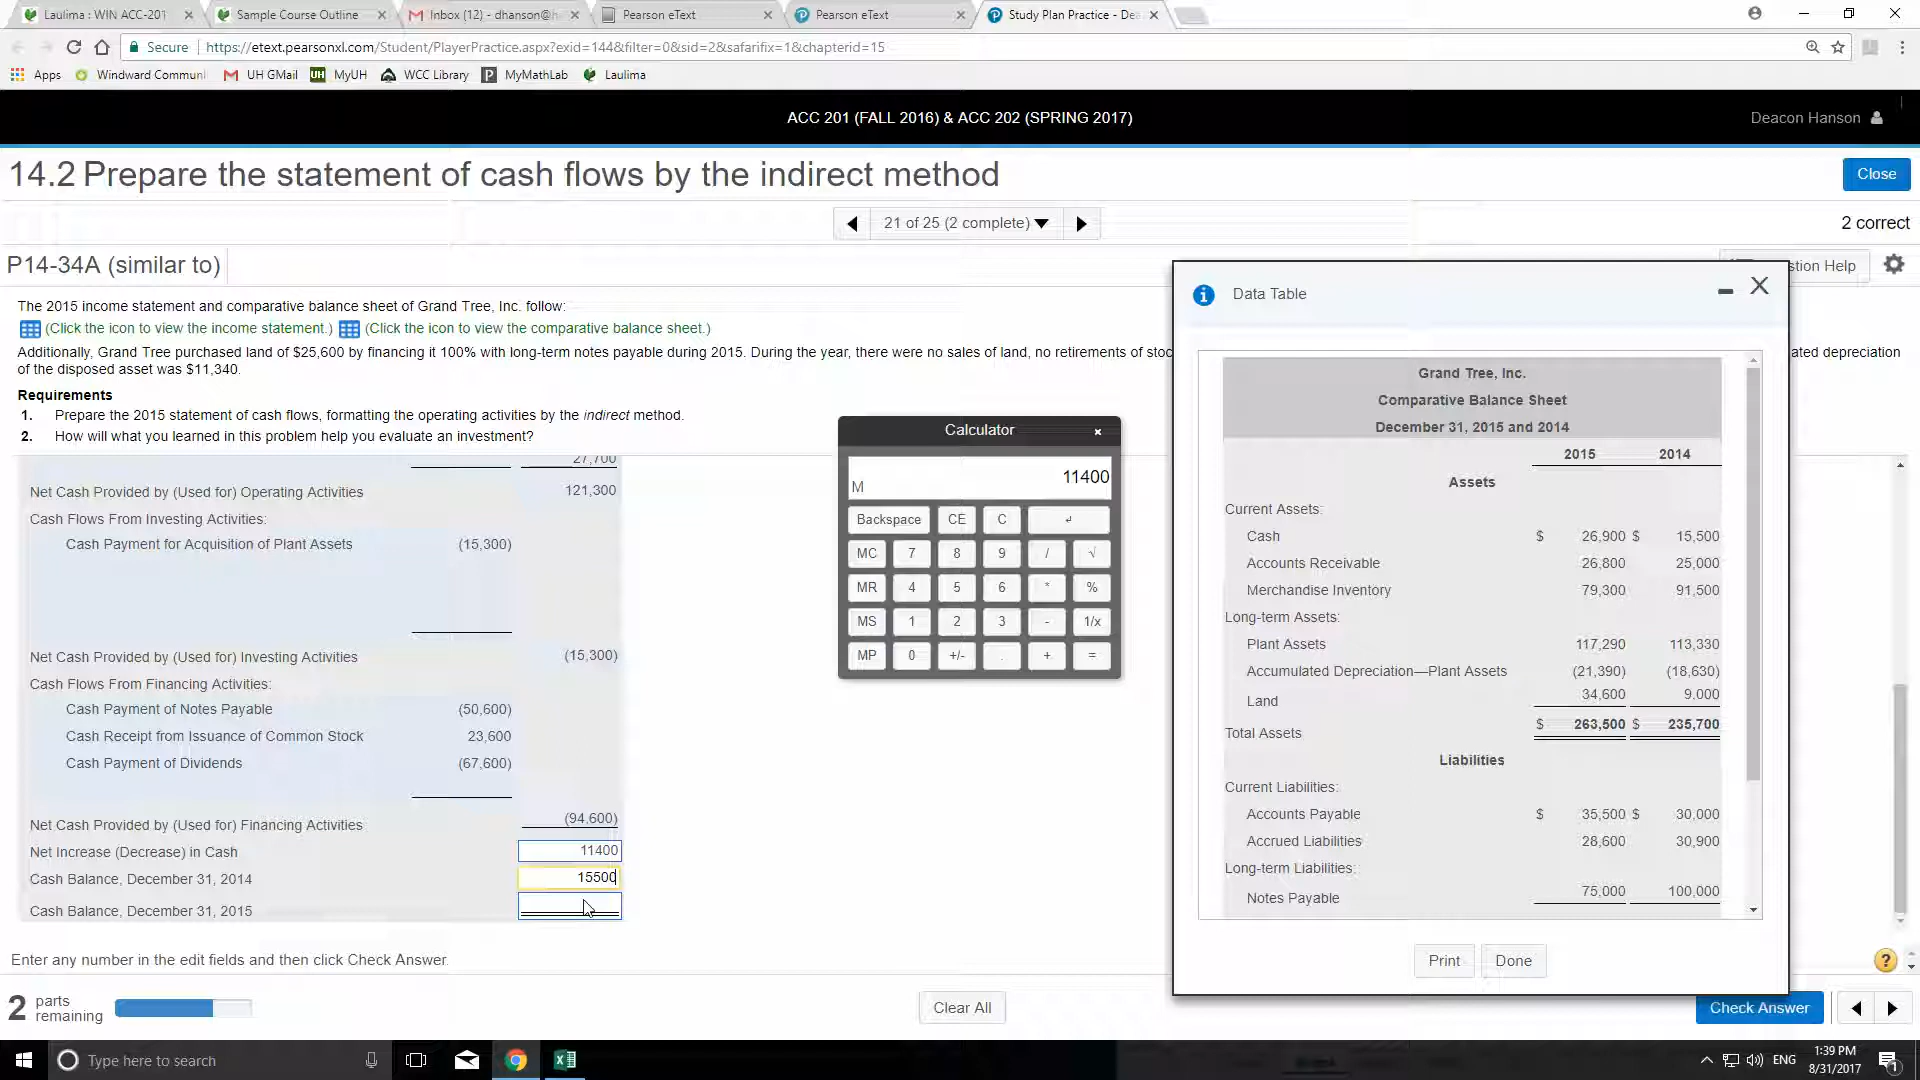 Laulima : WIN ACC-201
Sample Course Outline
Inbox (12) - dhanson@h
Pearson eText
Pearson eText
Study Plan Practice - Dea
Secure
https://etext.pearsonxl.com/Student/PlayerPractice.aspx?exid=144&filter=0&sid=2&safarifix=1&chapterid=15
Apps
Windward Communi
UH GMail
UH
MyUH
WCC Library
MyMathLab
Laulima
ACC 201 (FALL 2016) & ACC 202 (SPRING 2017)
Deacon Hanson
14.2 Prepare the statement of cash flows by the indirect method
Close
21 of 25 (2 complete)
2 correct
P14-34A (similar to)
stion Help
The 2015 income statement and comparative balance sheet of Grand Tree, Inc. follow:
(Click the icon to view the income statement.) (Click the icon to view the comparative balance sheet.)
Additionally, Grand Tree purchased land of $25,600 by financing it 100% with long-term notes payable during 2015. During the year, there were no sales of land, no retirements of stoc
ated depreciation
of the disposed asset was $11,340.
Requirements
1. Prepare the 2015 statement of cash flows, formatting the operating activities by the indirect method.
2. How will what you learned in this problem help you evaluate an investment?
27,700
Net Cash Provided by (Used for) Operating Activities 121,300
Cash Flows From Investing Activities:
Cash Payment for Acquisition of Plant Assets (15,300)
Net Cash Provided by (Used for) Investing Activities (15,300)
Cash Flows From Financing Activities:
Cash Payment of Notes Payable (50,600)
Cash Receipt from Issuance of Common Stock 23,600
Cash Payment of Dividends (67,600)
Net Cash Provided by (Used for) Financing Activities (94,600)
Net Increase (Decrease) in Cash 11400
Cash Balance, December 31, 2014 15500
Cash Balance, December 31, 2015
Calculator
×
11400
M
Backspace CE C ↵
MC 7 8 9 / √
MR 4 5 6 * %
MS 1 2 3 - 1/x
MP 0 +/- . + =
Data Table
Grand Tree, Inc.
Comparative Balance Sheet
December 31, 2015 and 2014
2015 2014
Assets
Current Assets:
Cash $ 26,900 $ 15,500
Accounts Receivable 26,800 25,000
Merchandise Inventory 79,300 91,500
Long-term Assets:
Plant Assets 117,290 113,330
Accumulated Depreciation—Plant Assets (21,390) (18,630)
Land 34,600 9,000
Total Assets $ 263,500 $ 235,700
Liabilities
Current Liabilities:
Accounts Payable $ 35,500 $ 30,000
Accrued Liabilities 28,600 30,900
Long-term Liabilities:
Notes Payable 75,000 100,000
Print
Done
Enter any number in the edit fields and then click Check Answer.
?
2 parts
remaining
Clear All
Check Answer
Type here to search
ENG
1:39 PM
8/31/2017
1